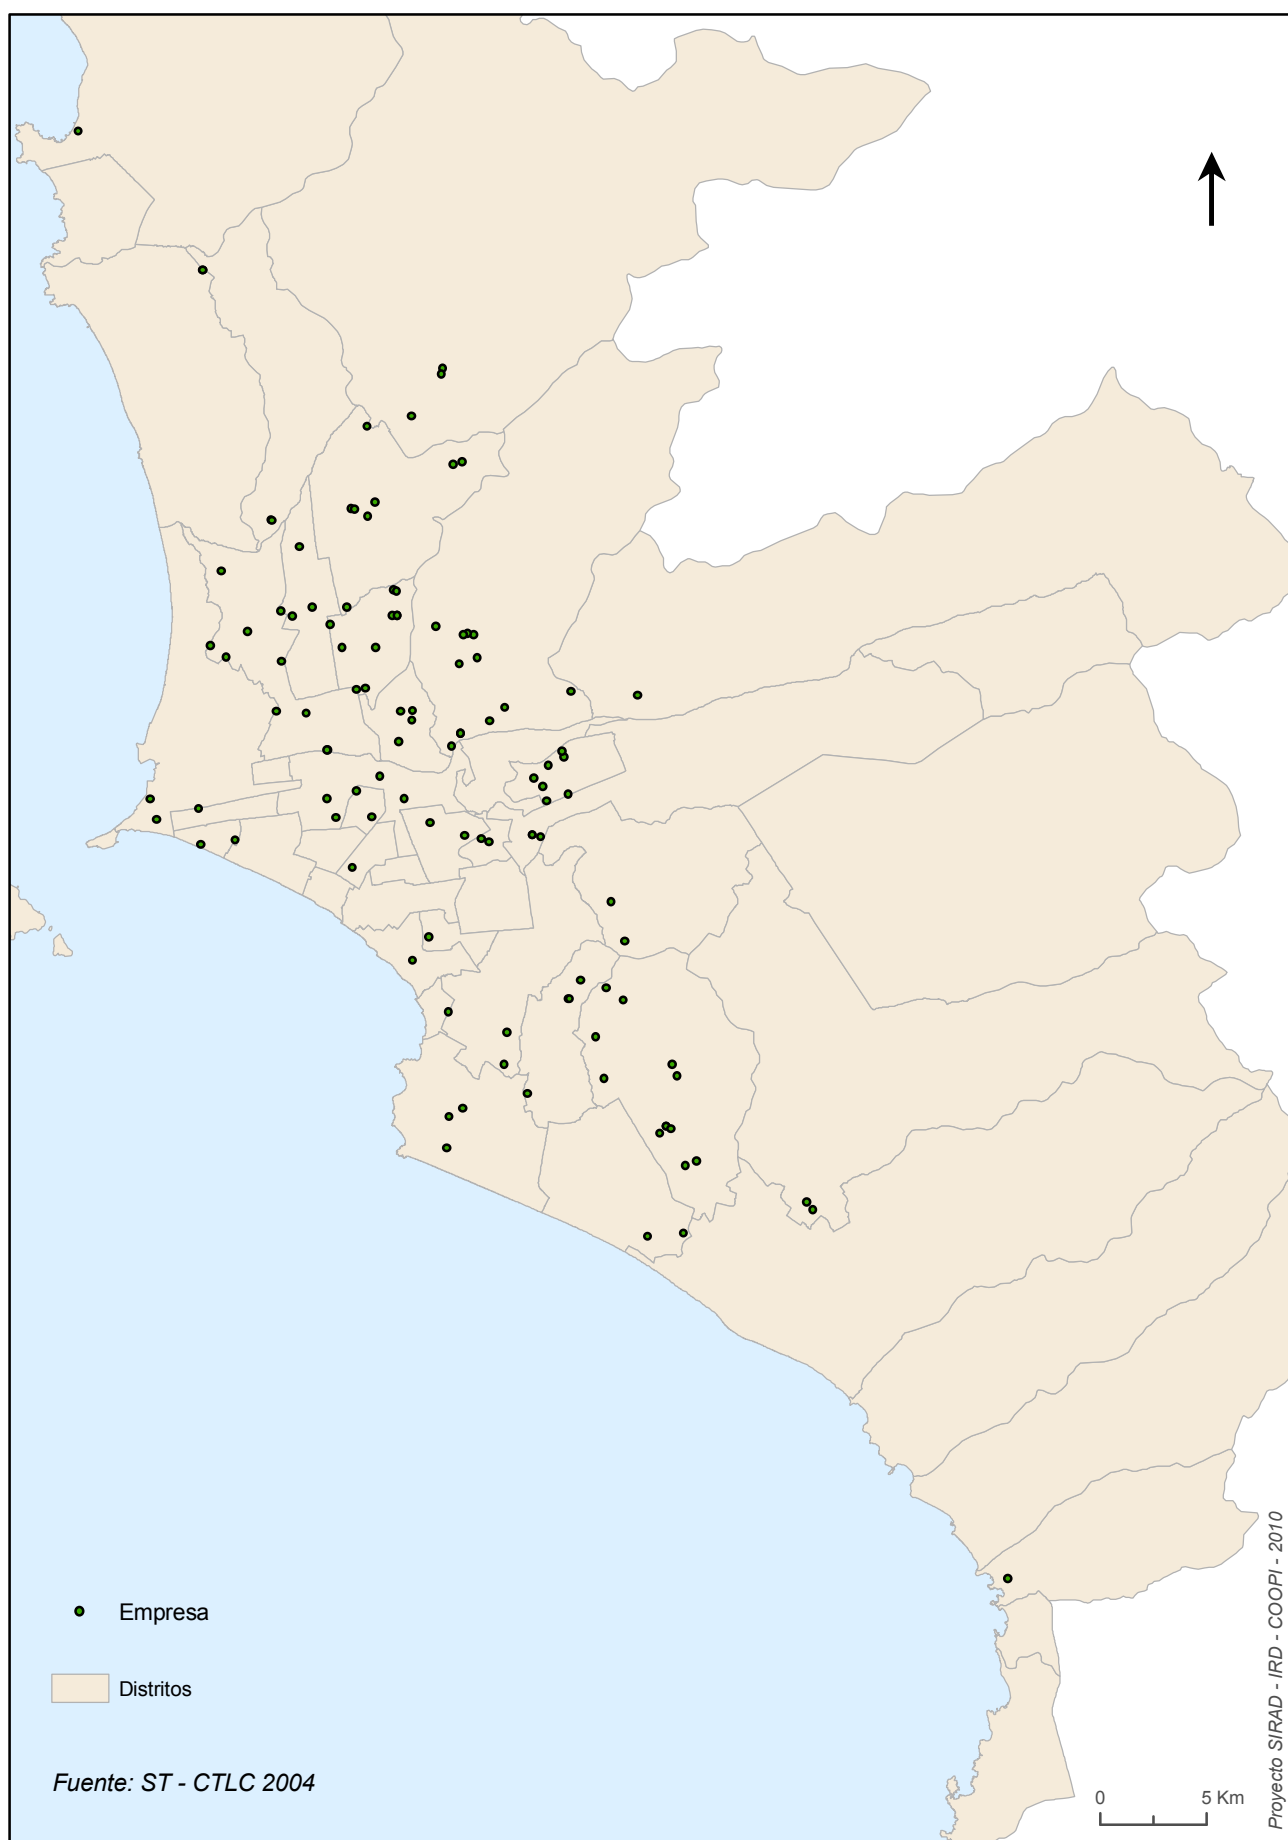 Empresa
Distritos
Fuente: ST - CTLC 2004
0 5 Km
Proyecto SIRAD - IRD - COOPI - 2010